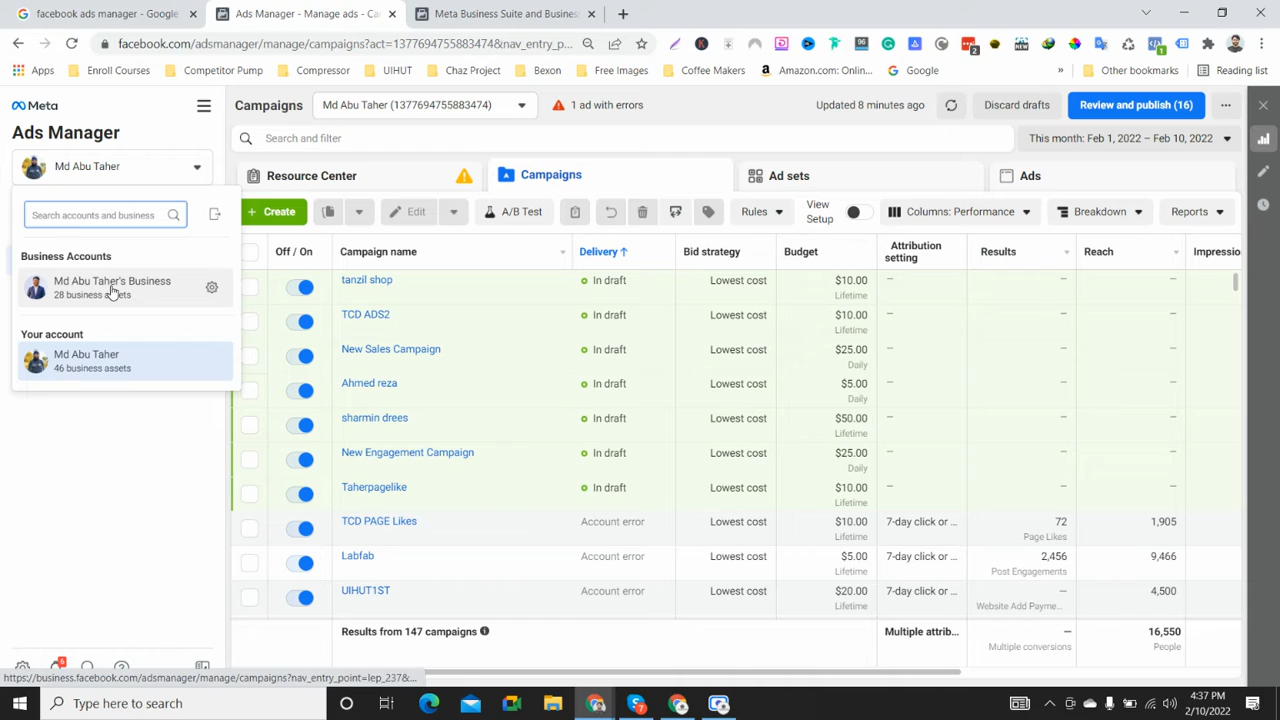 facebook ads manager - Google
Ads Manager - Manage ads - Ca
Meta Business Suite and Business
facebook.com/adsmanager/manage/campaigns?act=1377694755883474&nav_entry_point=
Apps
Enroll Courses
Competitor Pump
Compressor
UIHUT
Chaz Project
Bexon
Free Images
Coffee Makers
Amazon.com: Onlin...
Google
»
Other bookmarks
Reading list
Meta
Campaigns
Md Abu Taher (1377694755883474)
1 ad with errors
Updated 8 minutes ago
Discard drafts
Review and publish (16)
Ads Manager
Search and filter
This month: Feb 1, 2022 – Feb 10, 2022
Md Abu Taher
Resource Center
Campaigns
Ad sets
Ads
Search accounts and business
+ Create
Edit
A/B Test
Rules
View Setup
Columns: Performance
Breakdown
Reports
Business Accounts
Off / On
Campaign name
Delivery ↑
Bid strategy
Budget
Attribution setting
Results
Reach
Impressio
Md Abu Taher's Business
28 business assets
Your account
Md Abu Taher
46 business assets
tanzil shop
In draft
Lowest cost
$10.00
Lifetime
TCD ADS2
In draft
Lowest cost
$10.00
Lifetime
New Sales Campaign
In draft
Lowest cost
$25.00
Daily
Ahmed reza
In draft
Lowest cost
$5.00
Daily
sharmin drees
In draft
Lowest cost
$50.00
Lifetime
New Engagement Campaign
In draft
Lowest cost
$25.00
Daily
Taherpagelike
In draft
Lowest cost
$10.00
Lifetime
TCD PAGE Likes
Account error
Lowest cost
$10.00
Lifetime
7-day click or ...
72
Page Likes
1,905
Labfab
Account error
Lowest cost
$5.00
Lifetime
7-day click or ...
2,456
Post Engagements
9,466
UIHUT1ST
Account error
Lowest cost
$20.00
Lifetime
7-day click or ...
—
Website Add Payme...
4,500
Results from 147 campaigns
Multiple attrib...
—
Multiple conversions
16,550
People
https://business.facebook.com/adsmanager/manage/campaigns?nav_entry_point=lep_237&...
Type here to search
4:37 PM
2/10/2022